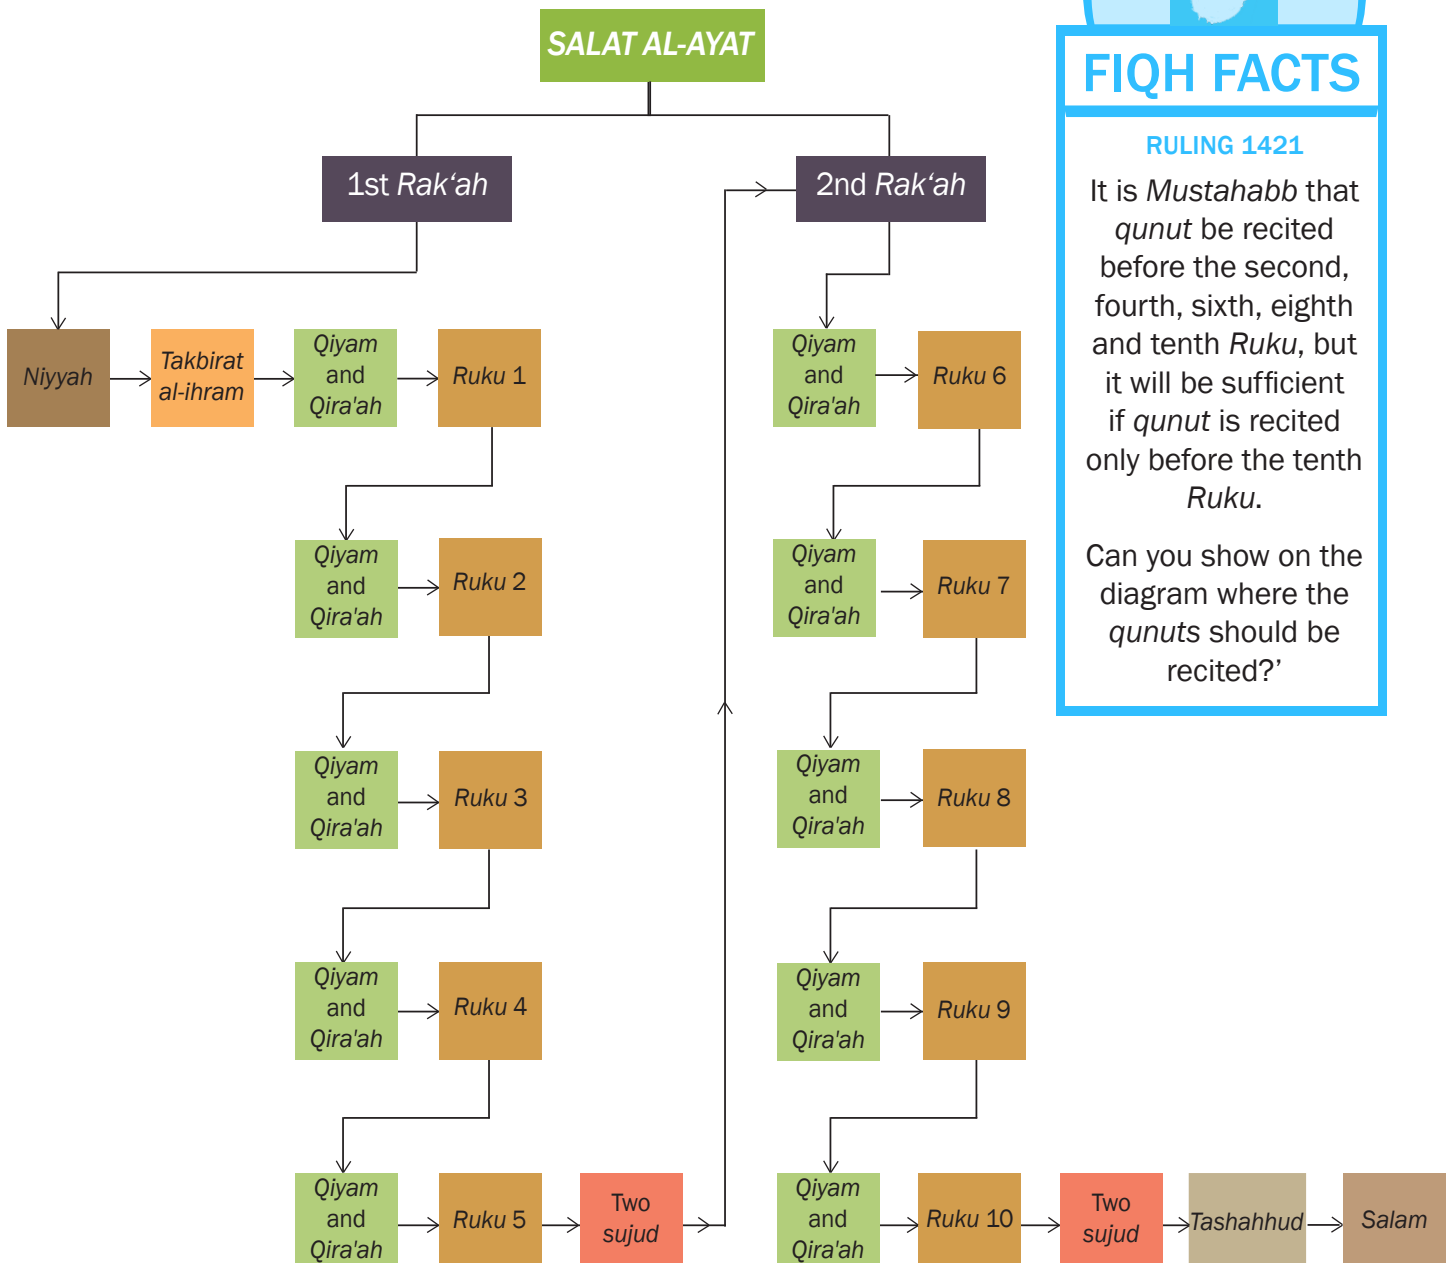 SALAT AL-AYAT
1st Rak‘ah
Niyyah
Takbirat
al-ihram
Qiyam
and
Qira'ah
Ruku 1
Qiyam
and
Qira'ah
Ruku 2
Qiyam
and
Qira'ah
Ruku 3
Qiyam
and
Qira'ah
Ruku 4
Qiyam
and
Qira'ah
Ruku 5
Two
sujud
2nd Rak‘ah
Qiyam
and
Qira'ah
Ruku 6
Qiyam
and
Qira'ah
Ruku 7
Qiyam
and
Qira'ah
Ruku 8
Qiyam
and
Qira'ah
Ruku 9
Qiyam
and
Qira'ah
Ruku 10
Two
sujud
Tashahhud
Salam
FIQH FACTS
RULING 1421
It is Mustahabb that
qunut be recited
before the second,
fourth, sixth, eighth
and tenth Ruku, but
it will be sufficient
if qunut is recited
only before the tenth
Ruku.
Can you show on the
diagram where the
qunuts should be
recited?’